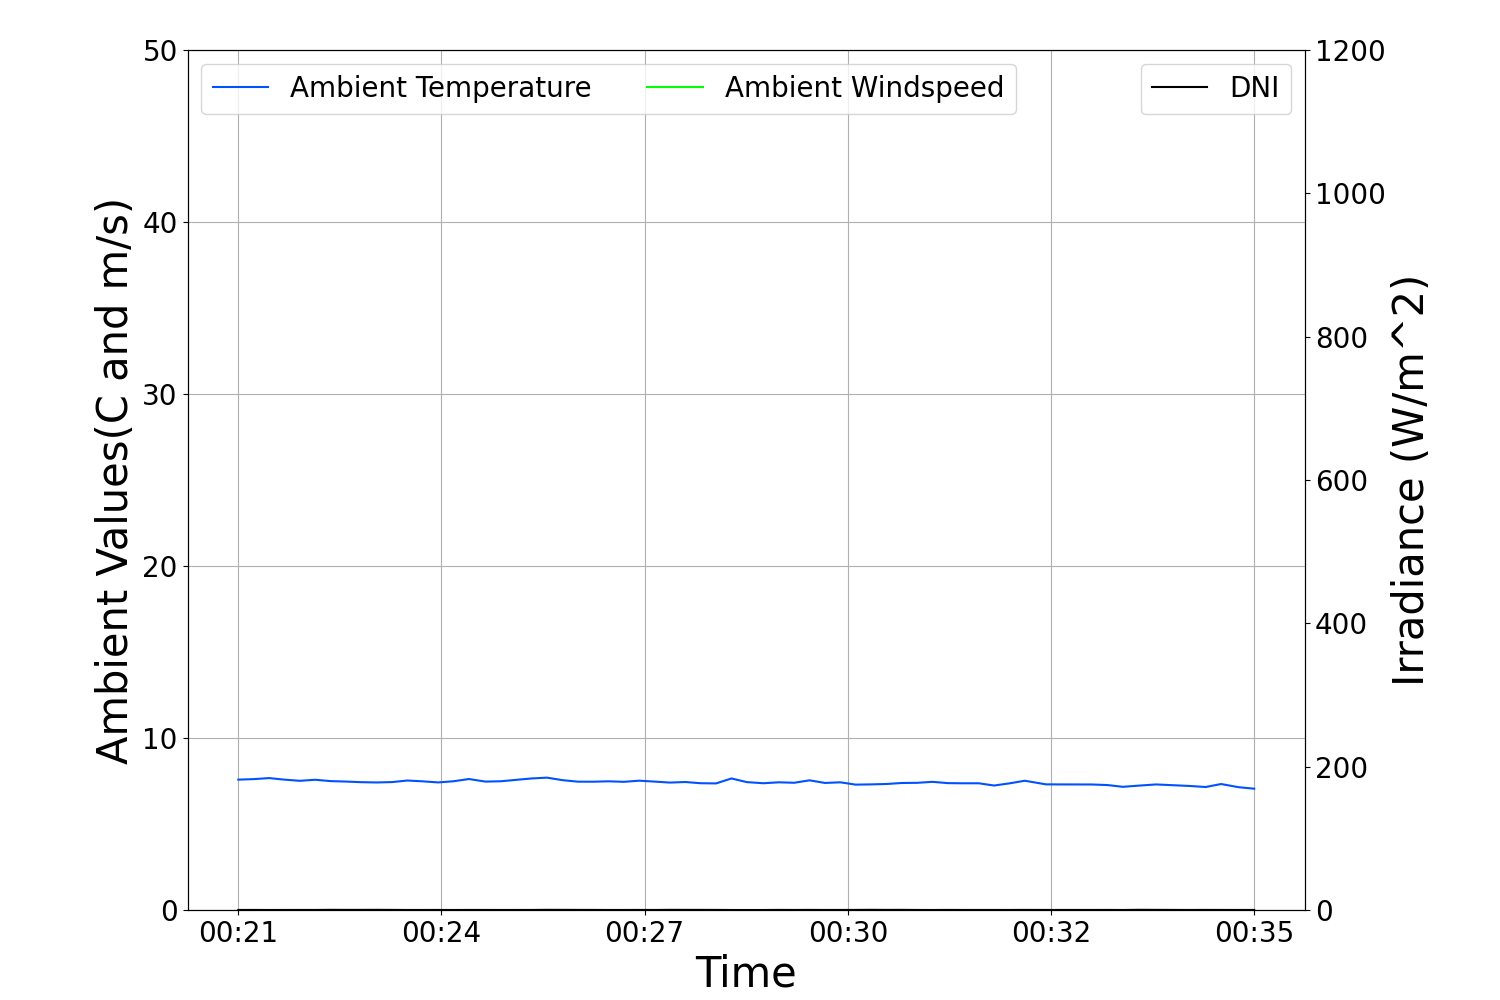 Ambient Temperature
Ambient Windspeed
DNI
50
40
30
20
10
0
1200
1000
800
600
400
200
0
Ambient Values(C and m/s)
Irradiance (W/m^2)
00:21 00:24 00:27 00:30 00:32 00:35
Time